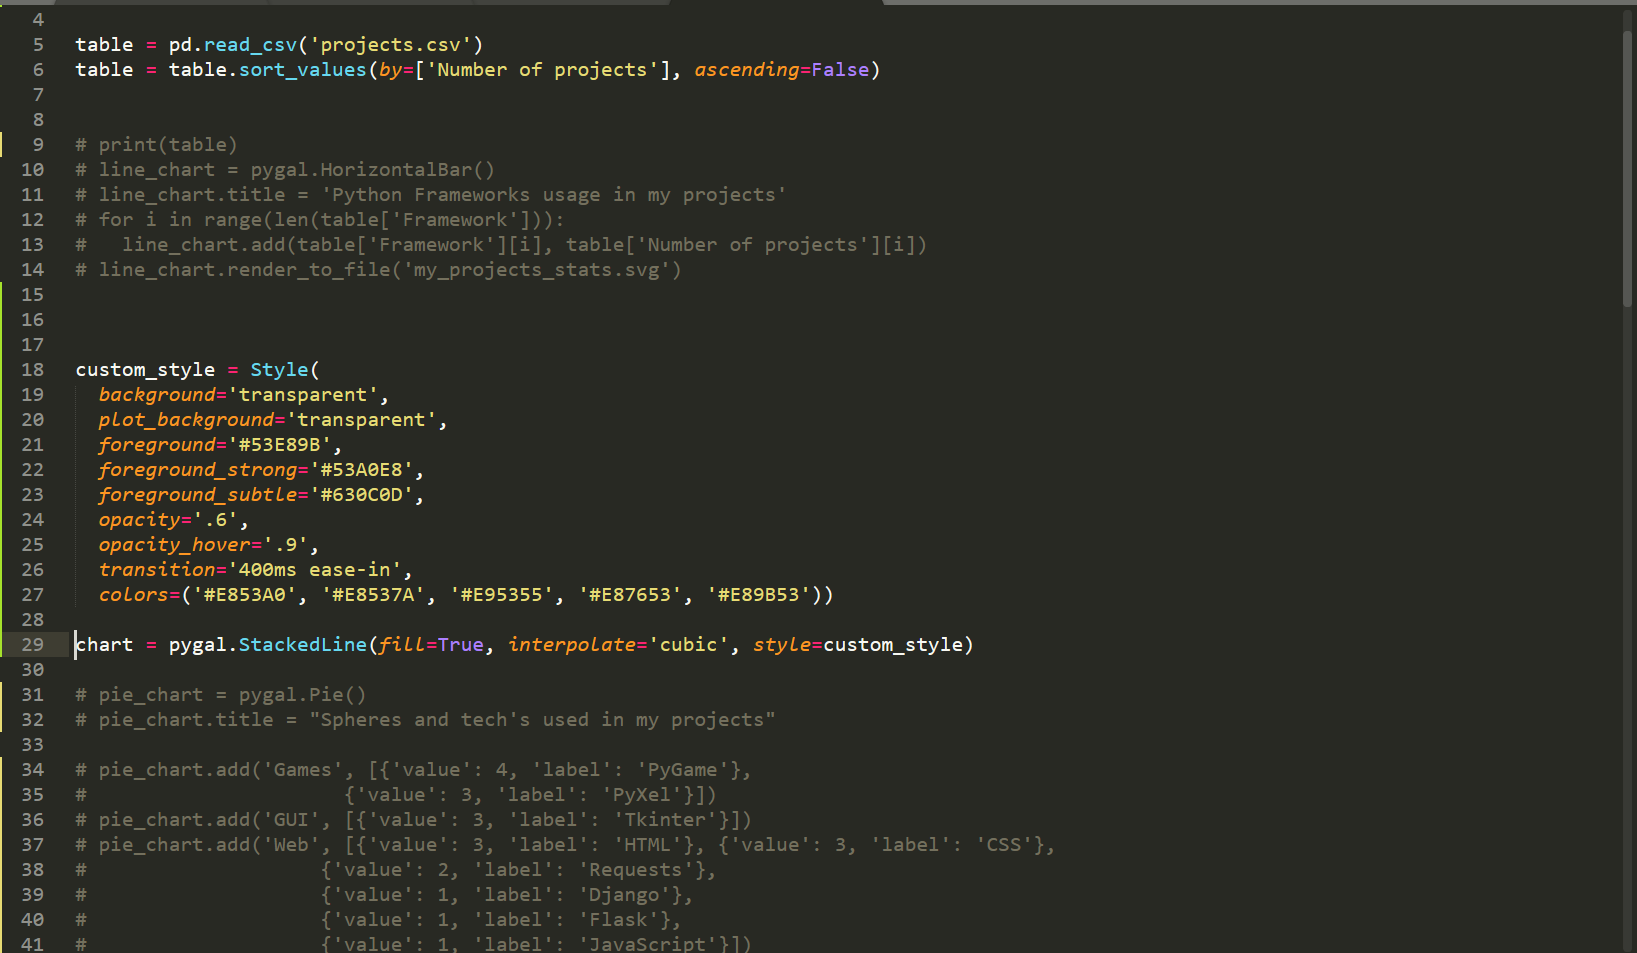 4
5 table = pd.read_csv('projects.csv')
6 table = table.sort_values(by=['Number of projects'], ascending=False)
7
8
9 # print(table)
10 # line_chart = pygal.HorizontalBar()
11 # line_chart.title = 'Python Frameworks usage in my projects'
12 # for i in range(len(table['Framework'])):
13 #   line_chart.add(table['Framework'][i], table['Number of projects'][i])
14 # line_chart.render_to_file('my_projects_stats.svg')
15
16
17
18 custom_style = Style(
19   background='transparent',
20   plot_background='transparent',
21   foreground='#53E89B',
22   foreground_strong='#53A0E8',
23   foreground_subtle='#630C0D',
24   opacity='.6',
25   opacity_hover='.9',
26   transition='400ms ease-in',
27   colors=('#E853A0', '#E8537A', '#E95355', '#E87653', '#E89B53'))
28
29 chart = pygal.StackedLine(fill=True, interpolate='cubic', style=custom_style)
30
31 # pie_chart = pygal.Pie()
32 # pie_chart.title = "Spheres and tech's used in my projects"
33
34 # pie_chart.add('Games', [{'value': 4, 'label': 'PyGame'},
35 #                      {'value': 3, 'label': 'PyXel'}])
36 # pie_chart.add('GUI', [{'value': 3, 'label': 'Tkinter'}])
37 # pie_chart.add('Web', [{'value': 3, 'label': 'HTML'}, {'value': 3, 'label': 'CSS'},
38 #                    {'value': 2, 'label': 'Requests'},
39 #                    {'value': 1, 'label': 'Django'},
40 #                    {'value': 1, 'label': 'Flask'},
41 #                    {'value': 1, 'label': 'JavaScript'}])